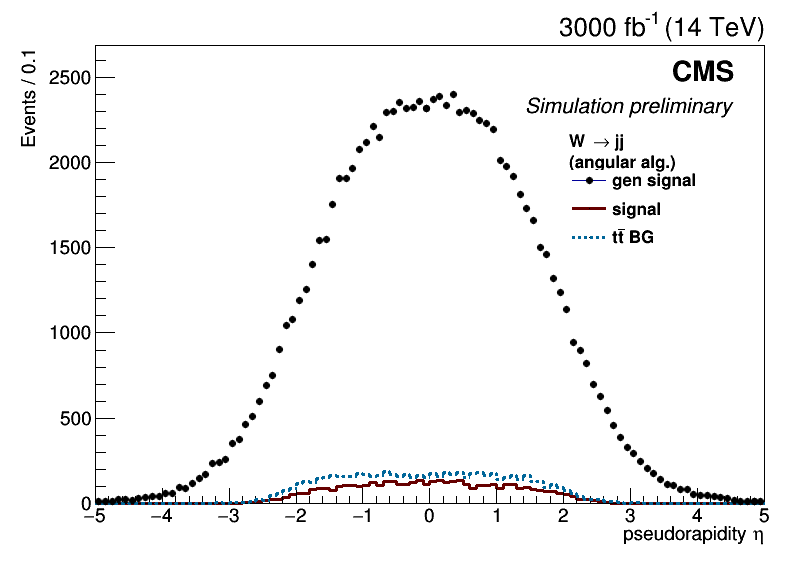 3000 fb-1 (14 TeV)
CMS
Simulation preliminary
W → jj
(angular alg.)
gen signal
signal
tt̄ BG
Events / 0.1
2500
2000
1500
1000
500
0
−5 −4 −3 −2 −1 0 1 2 3 4 5
pseudorapidity η